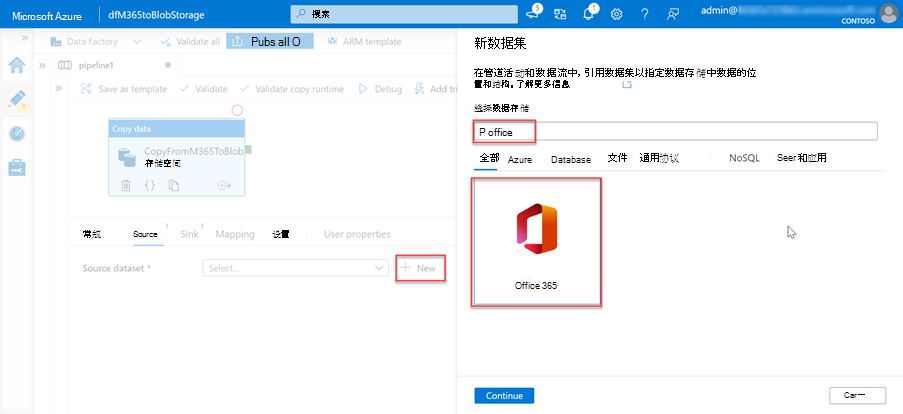 Microsoft Azure
dfM365toBlobStorage
搜索
5
1
admin@
CONTOSO
»
Data Factory
Validate all
Pubs all O
ARM template
»
pipeline1
»
Save as template
Validate
Validate copy runtime
Debug
Add tri
1
Copy data
CopyFromM365ToBlob
存储空间
{}
常规
Source
1
Sink
1
Mapping
设置
User properties
Source dataset *
Select...
+ New
新数据集
在管道活动和数据流中, 引用数据集以指定数据存储中数据的位
置和结构。了解更多信息
选择数据存储
P office
全部
Azure
Database
文件
通用协议
NoSQL
Seer 和应用
Office 365
Continue
Car一